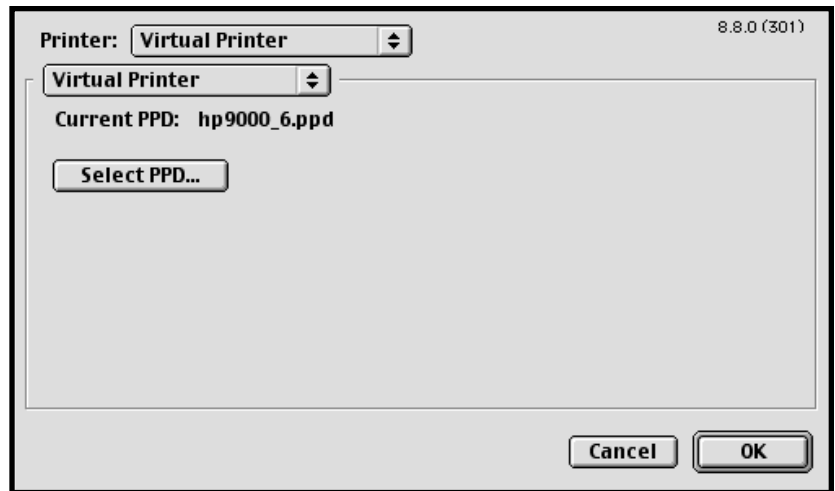 Printer: Virtual Printer
8.8.0 (301)
Virtual Printer
Current PPD: hp9000_6.ppd
Select PPD...
Cancel
OK